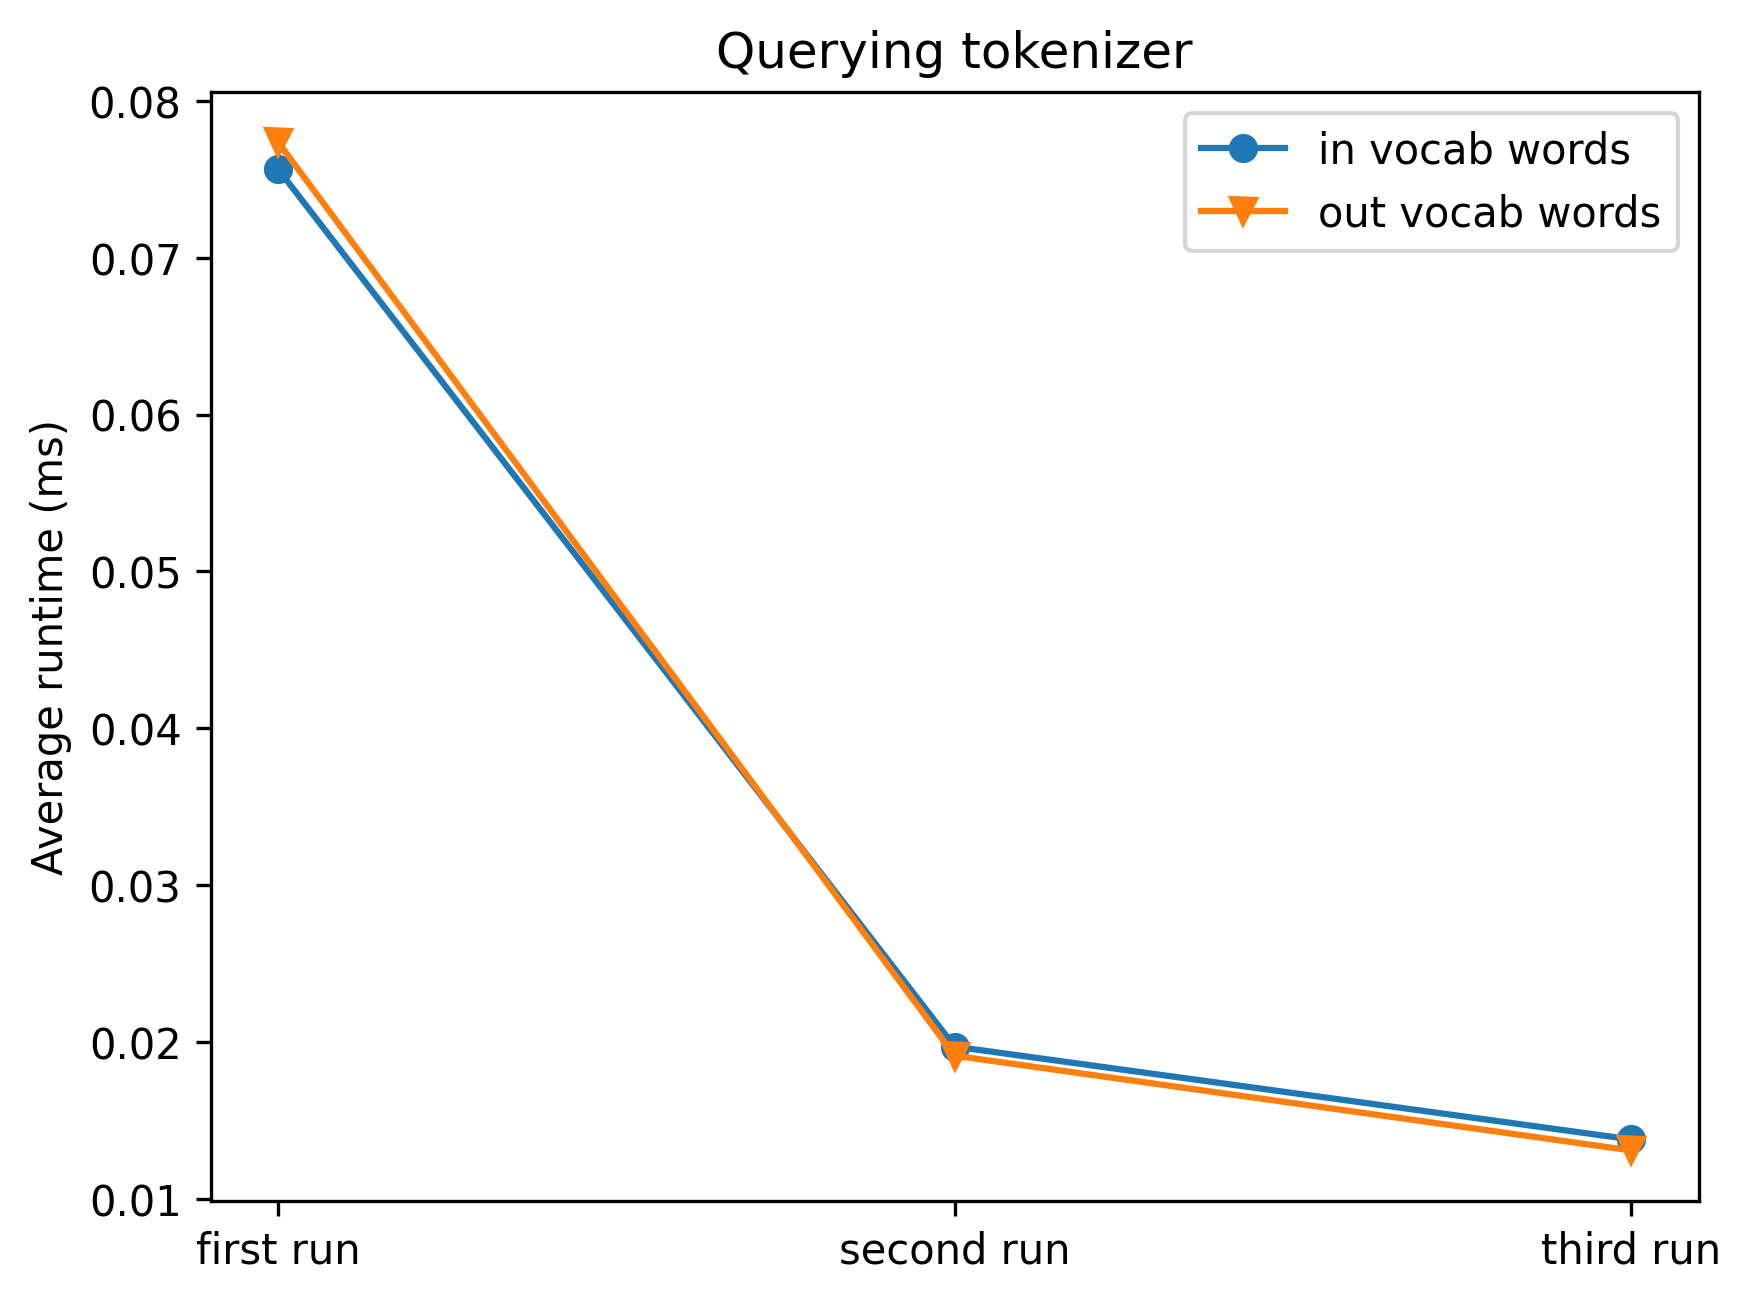 Querying tokenizer
in vocab words
out vocab words
Average runtime (ms)
0.08
0.07
0.06
0.05
0.04
0.03
0.02
0.01
first run
second run
third run